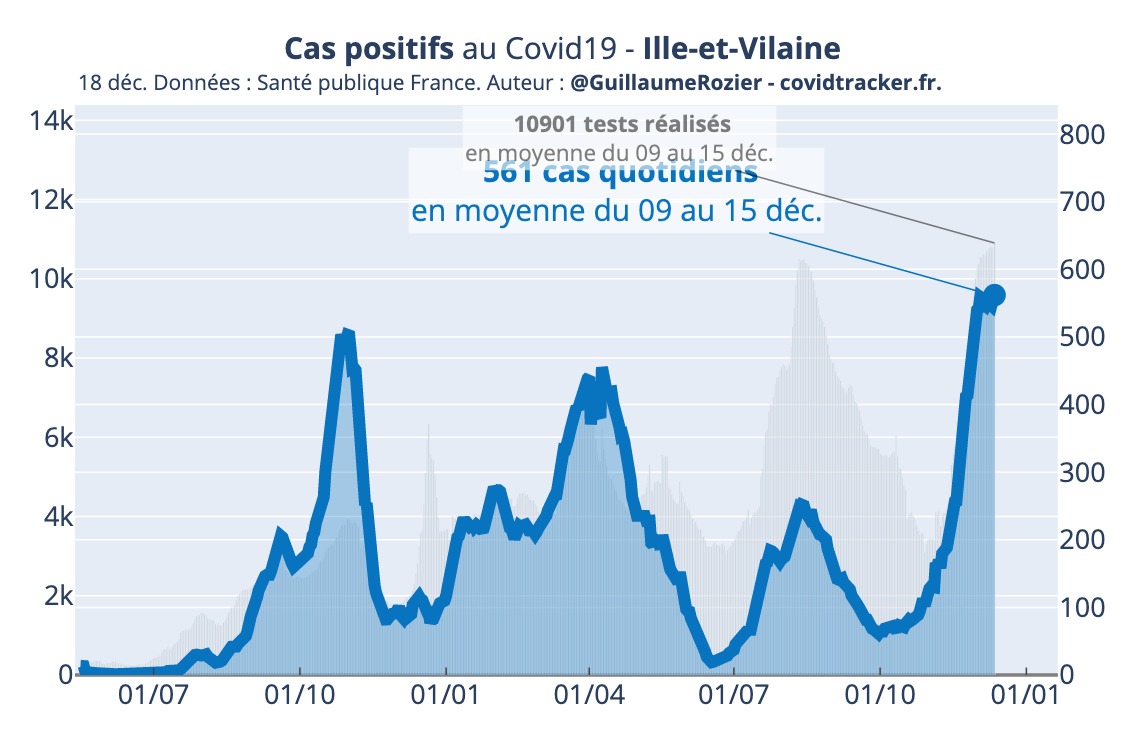 Cas positifs au Covid19 - Ille-et-Vilaine
18 déc. Données : Santé publique France. Auteur : @GuillaumeRozier - covidtracker.fr.
10901 tests réalisés
en moyenne du 09 au 15 déc.
561 cas quotidiens
en moyenne du 09 au 15 déc.
14k
12k
10k
8k
6k
4k
2k
0
800
700
600
500
400
300
200
100
0
01/07
01/10
01/01
01/04
01/07
01/10
01/01